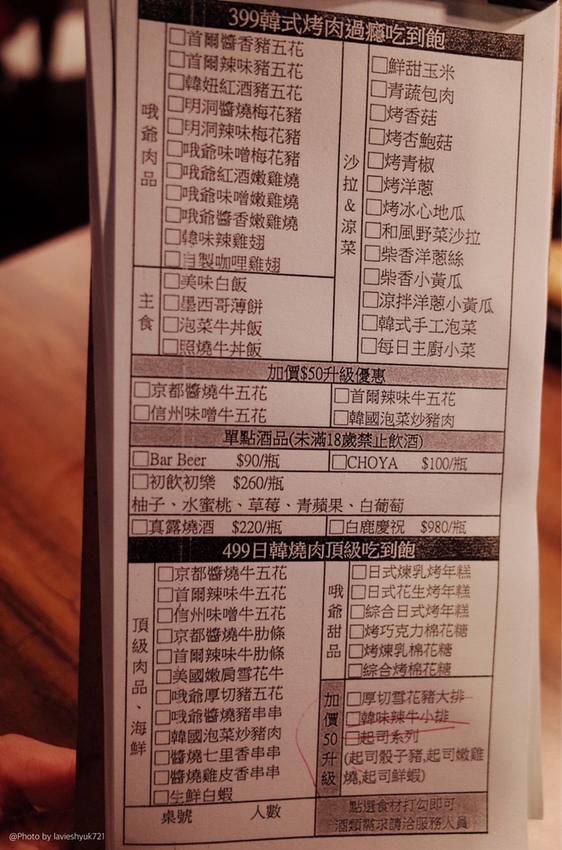 399韓式烤肉過癮吃到飽
哦爺肉品
□首爾醬香豬五花
□首爾辣味豬五花
□韓妞紅酒豬五花
□明洞醬燒梅花豬
□明洞辣味梅花豬
□哦爺味噌梅花豬
□哦爺紅酒嫩雞燒
□哦爺味噌嫩雞燒
□哦爺醬香嫩雞燒
□韓味辣雞翅
□自製咖哩雞翅
主食
□美味白飯
□墨西哥薄餅
□泡菜牛丼飯
□照燒牛丼飯
沙拉&涼菜
□鮮甜玉米
□青蔬包肉
□烤香菇
□烤杏鮑菇
□烤青椒
□烤洋蔥
□烤冰心地瓜
□和風野菜沙拉
□柴香洋蔥絲
□柴香小黃瓜
□涼拌洋蔥小黃瓜
□韓式手工泡菜
□每日主廚小菜
加價$50升級優惠
□京都醬燒牛五花 □首爾辣味牛五花
□信州味噌牛五花 □韓國泡菜炒豬肉
單點酒品(未滿18歲禁止飲酒)
□Bar Beer $90/瓶 □CHOYA $100/瓶
□初飲初樂 $260/瓶
柚子、水蜜桃、草莓、青蘋果、白葡萄
□真露燒酒 $220/瓶 □白鹿慶祝 $980/瓶
499日韓燒肉頂級吃到飽
頂級肉品、海鮮
□京都醬燒牛五花
□首爾辣味牛五花
□信州味噌牛五花
□京都醬燒牛肋條
□首爾辣味牛肋條
□美國嫩肩雪花牛
□哦爺厚切豬五花
□哦爺醬燒豬串串
□韓國泡菜炒豬肉
□醬燒七里香串串
□醬燒雞皮香串串
□生鮮白蝦
哦爺甜品
□日式煉乳烤年糕
□日式花生烤年糕
□綜合日式烤年糕
□烤巧克力棉花糖
□烤煉乳棉花糖
□綜合烤棉花糖
加價50升級
□厚切雪花豬大排
□韓味辣牛小排
□起司系列
(起司骰子豬,起司嫩雞
燒,起司鮮蝦)
桌號 人數
點選食材打勾即可
酒類需求請洽服務人員
@Photo by lavieshyuk721